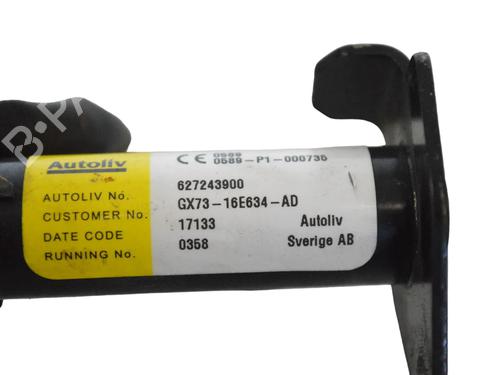 B-PA
Autoliv
CE 0589
0589-P1-000735
AUTOLIV No. 627243900
CUSTOMER No. GX73-16E634-AD
DATE CODE 17133 Autoliv
RUNNING No. 0358 Sverige AB